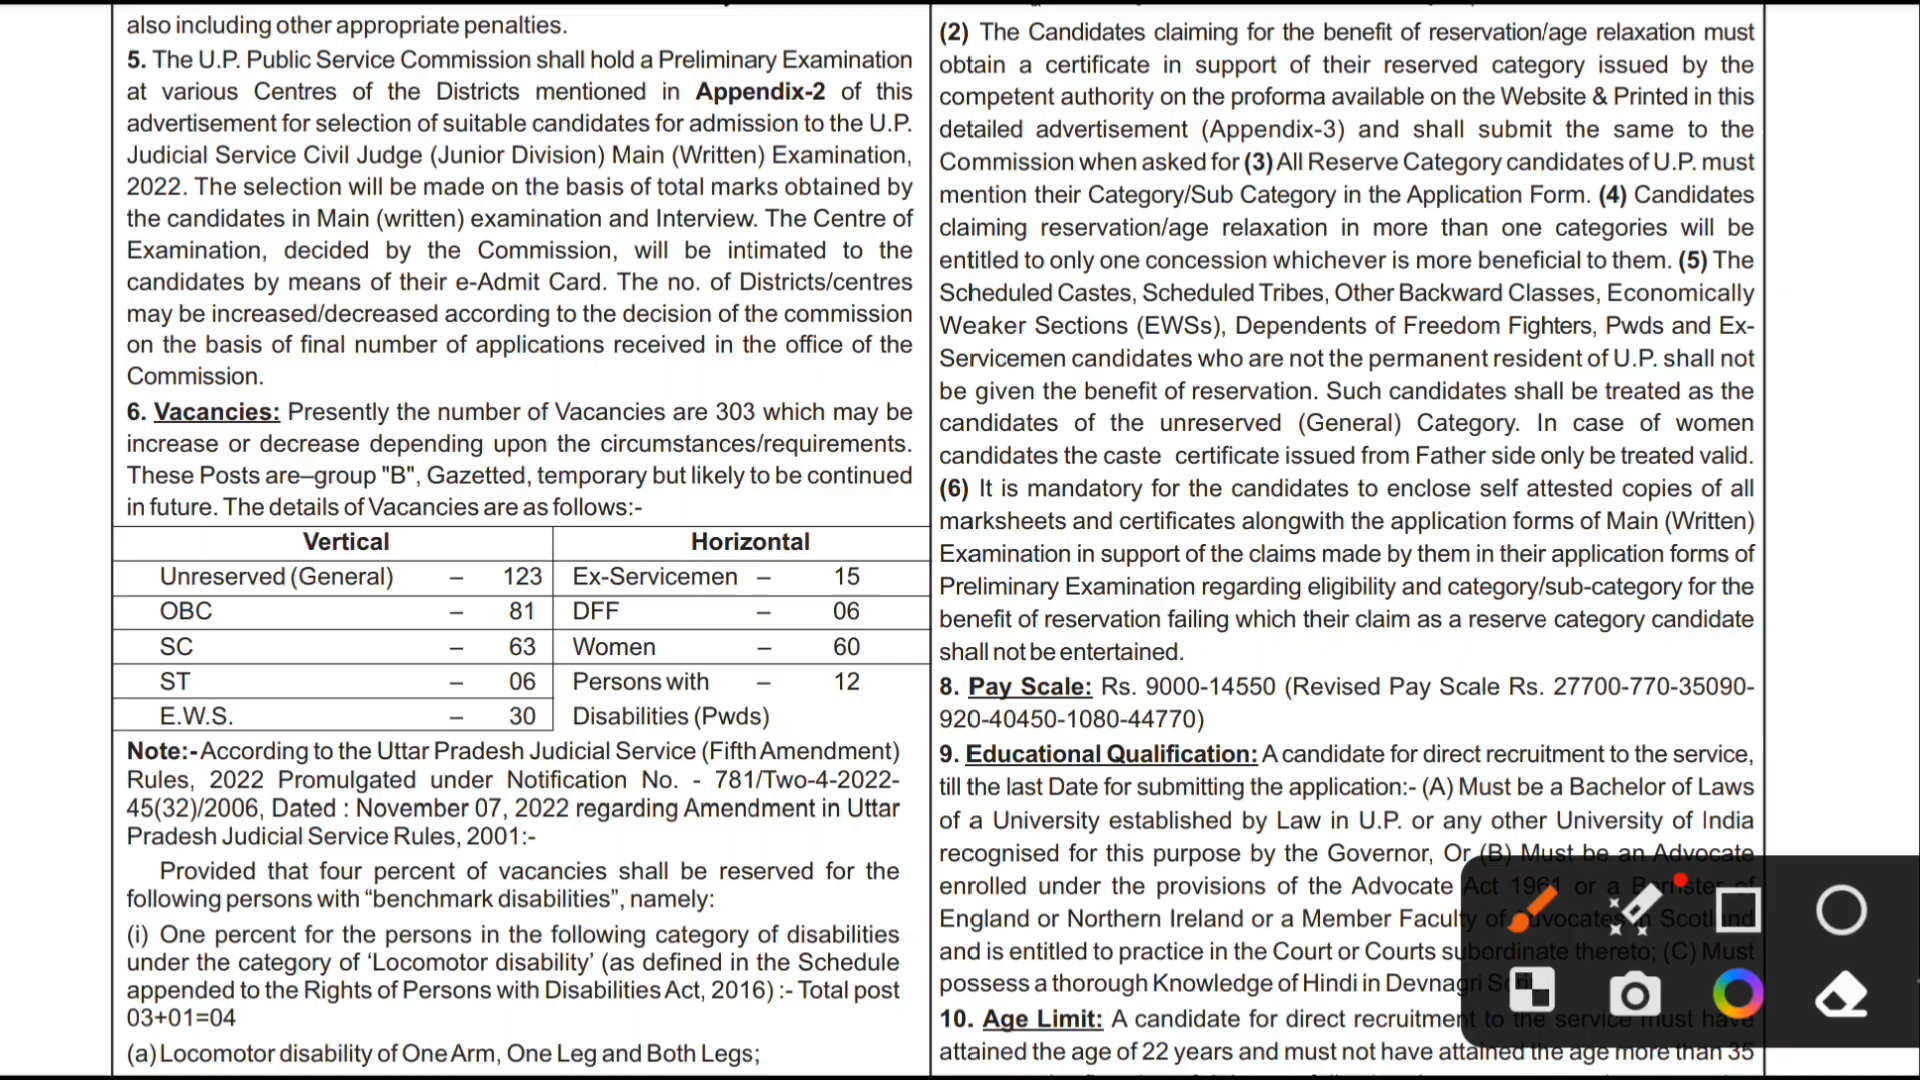 also including other appropriate penalties.
5. The U.P. Public Service Commission shall hold a Preliminary Examination
at various Centres of the Districts mentioned in Appendix-2 of this
advertisement for selection of suitable candidates for admission to the U.P.
Judicial Service Civil Judge (Junior Division) Main (Written) Examination,
2022. The selection will be made on the basis of total marks obtained by
the candidates in Main (written) examination and Interview. The Centre of
Examination, decided by the Commission, will be intimated to the
candidates by means of their e-Admit Card. The no. of Districts/centres
may be increased/decreased according to the decision of the commission
on the basis of final number of applications received in the office of the
Commission.
6. Vacancies: Presently the number of Vacancies are 303 which may be
increase or decrease depending upon the circumstances/requirements.
These Posts are–group "B", Gazetted, temporary but likely to be continued
in future. The details of Vacancies are as follows:-
Vertical Horizontal
Unreserved (General) – 123 Ex-Servicemen – 15
OBC – 81 DFF – 06
SC – 63 Women – 60
ST – 06 Persons with – 12
E.W.S. – 30 Disabilities (Pwds)
Note:- According to the Uttar Pradesh Judicial Service (Fifth Amendment)
Rules, 2022 Promulgated under Notification No. - 781/Two-4-2022-
45(32)/2006, Dated : November 07, 2022 regarding Amendment in Uttar
Pradesh Judicial Service Rules, 2001:-
Provided that four percent of vacancies shall be reserved for the
following persons with “benchmark disabilities”, namely:
(i) One percent for the persons in the following category of disabilities
under the category of ‘Locomotor disability’ (as defined in the Schedule
appended to the Rights of Persons with Disabilities Act, 2016) :- Total post
03+01=04
(a) Locomotor disability of One Arm, One Leg and Both Legs;
(2) The Candidates claiming for the benefit of reservation/age relaxation must
obtain a certificate in support of their reserved category issued by the
competent authority on the proforma available on the Website & Printed in this
detailed advertisement (Appendix-3) and shall submit the same to the
Commission when asked for (3) All Reserve Category candidates of U.P. must
mention their Category/Sub Category in the Application Form. (4) Candidates
claiming reservation/age relaxation in more than one categories will be
entitled to only one concession whichever is more beneficial to them. (5) The
Scheduled Castes, Scheduled Tribes, Other Backward Classes, Economically
Weaker Sections (EWSs), Dependents of Freedom Fighters, Pwds and Ex-
Servicemen candidates who are not the permanent resident of U.P. shall not
be given the benefit of reservation. Such candidates shall be treated as the
candidates of the unreserved (General) Category. In case of women
candidates the caste certificate issued from Father side only be treated valid.
(6) It is mandatory for the candidates to enclose self attested copies of all
marksheets and certificates alongwith the application forms of Main (Written)
Examination in support of the claims made by them in their application forms of
Preliminary Examination regarding eligibility and category/sub-category for the
benefit of reservation failing which their claim as a reserve category candidate
shall not be entertained.
8. Pay Scale: Rs. 9000-14550 (Revised Pay Scale Rs. 27700-770-35090-
920-40450-1080-44770)
9. Educational Qualification: A candidate for direct recruitment to the service,
till the last Date for submitting the application:- (A) Must be a Bachelor of Laws
of a University established by Law in U.P. or any other University of India
recognised for this purpose by the Governor, Or (B) Must be an Advocate
enrolled under the provisions of the Advocate Act 1961 or a Barrister of
England or Northern Ireland or a Member Faculty of Advocates in Scotland
and is entitled to practice in the Court or Courts subordinate thereto; (C) Must
possess a thorough Knowledge of Hindi in Devnagri
10. Age Limit: A candidate for direct recruitment to the service must have
attained the age of 22 years and must not have attained the age more than 35